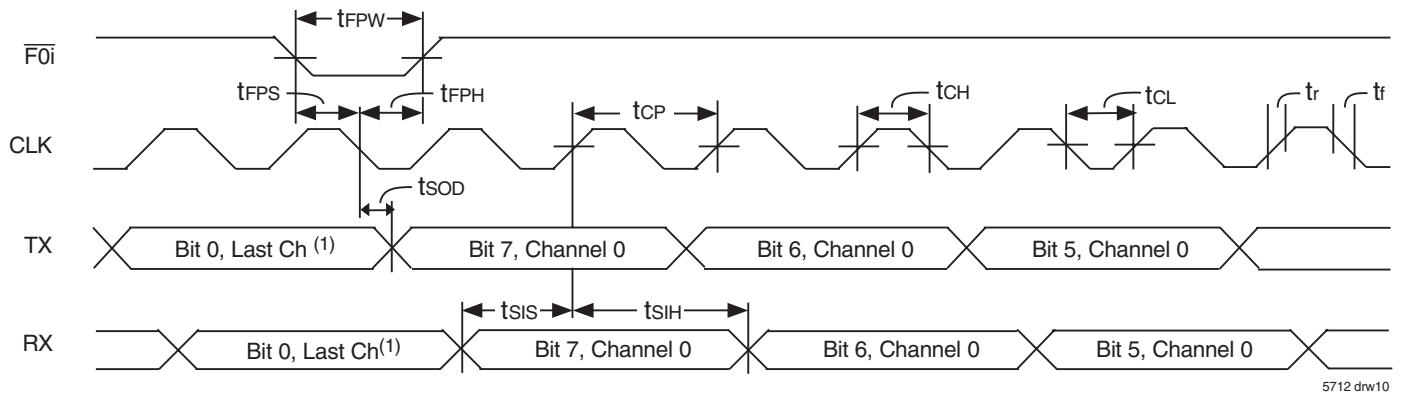 tFPW
F0i
tFPS
tFPH
tCP
tCH
tCL
tr
tf
CLK
tSOD
TX
Bit 0, Last Ch (1)
Bit 7, Channel 0
Bit 6, Channel 0
Bit 5, Channel 0
tSIS
tSIH
RX
Bit 0, Last Ch(1)
Bit 7, Channel 0
Bit 6, Channel 0
Bit 5, Channel 0
5712 drw10